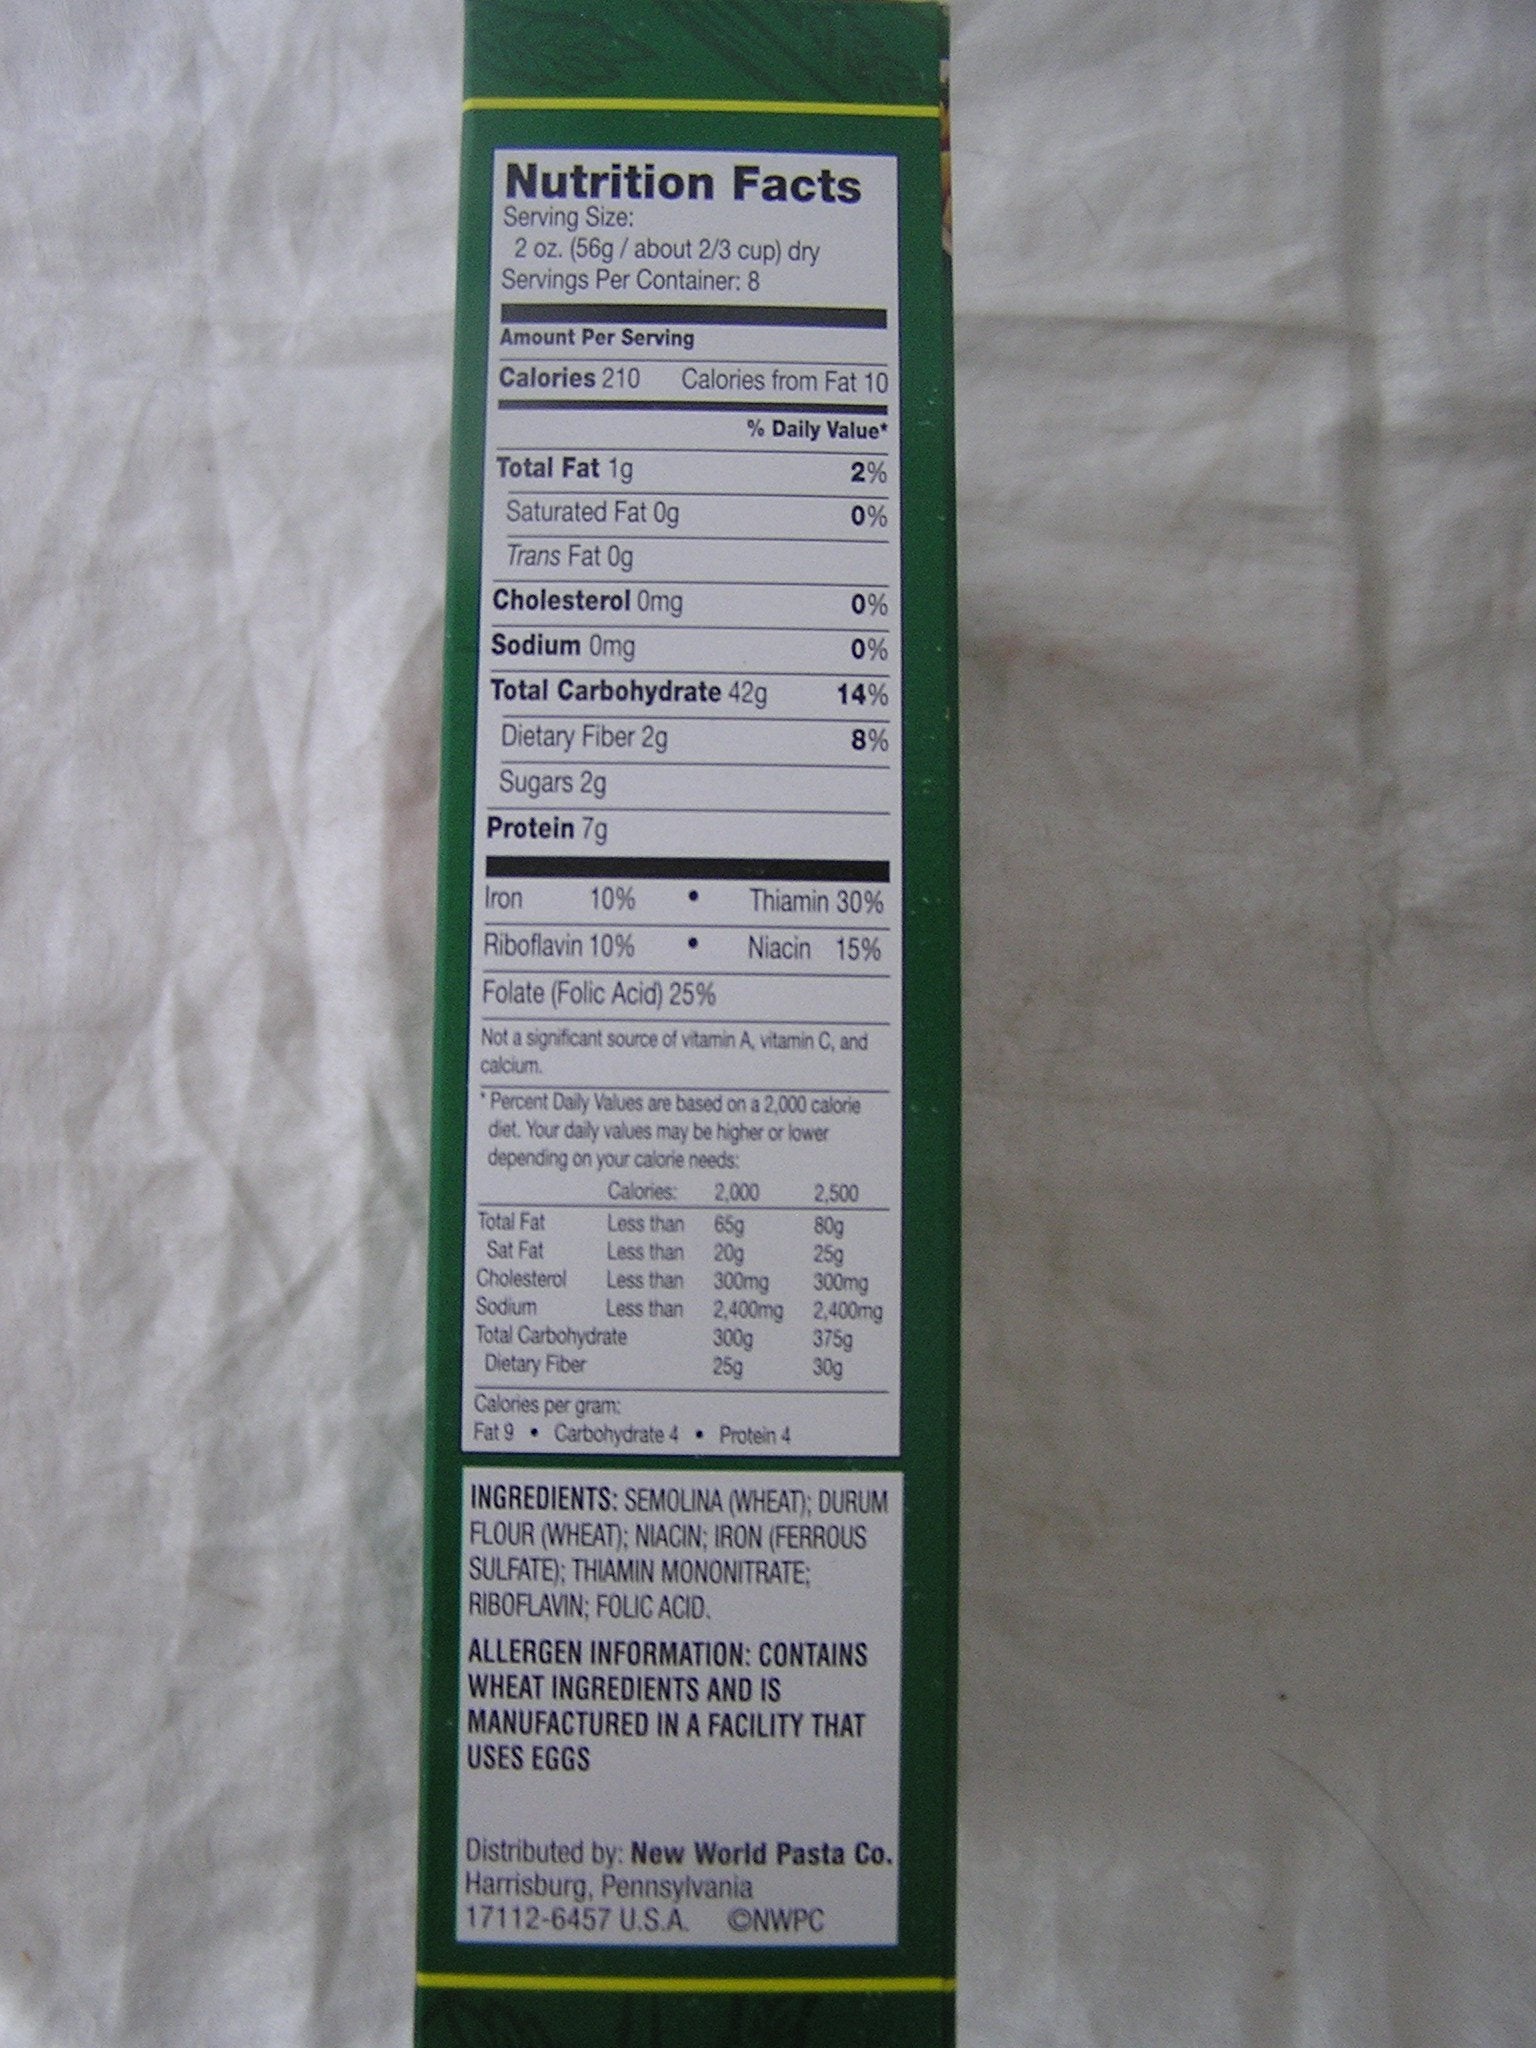 Nutrition Facts
Serving Size:
2 oz. (56g / about 2/3 cup) dry
Servings Per Container: 8
Amount Per Serving
Calories 210 Calories from Fat 10
% Daily Value*
Total Fat 1g 2%
Saturated Fat 0g 0%
Trans Fat 0g
Cholesterol 0mg 0%
Sodium 0mg 0%
Total Carbohydrate 42g 14%
Dietary Fiber 2g 8%
Sugars 2g
Protein 7g
Iron 10% • Thiamin 30%
Riboflavin 10% • Niacin 15%
Folate (Folic Acid) 25%
Not a significant source of vitamin A, vitamin C, and
calcium.
* Percent Daily Values are based on a 2,000 calorie
diet. Your daily values may be higher or lower
depending on your calorie needs:
Calories: 2,000 2,500
Total Fat Less than 65g 80g
Sat Fat Less than 20g 25g
Cholesterol Less than 300mg 300mg
Sodium Less than 2,400mg 2,400mg
Total Carbohydrate 300g 375g
Dietary Fiber 25g 30g
Calories per gram:
Fat 9 • Carbohydrate 4 • Protein 4
INGREDIENTS: SEMOLINA (WHEAT); DURUM
FLOUR (WHEAT); NIACIN; IRON (FERROUS
SULFATE); THIAMIN MONONITRATE;
RIBOFLAVIN; FOLIC ACID.
ALLERGEN INFORMATION: CONTAINS
WHEAT INGREDIENTS AND IS
MANUFACTURED IN A FACILITY THAT
USES EGGS
Distributed by: New World Pasta Co.
Harrisburg, Pennsylvania
17112-6457 U.S.A. ©NWPC